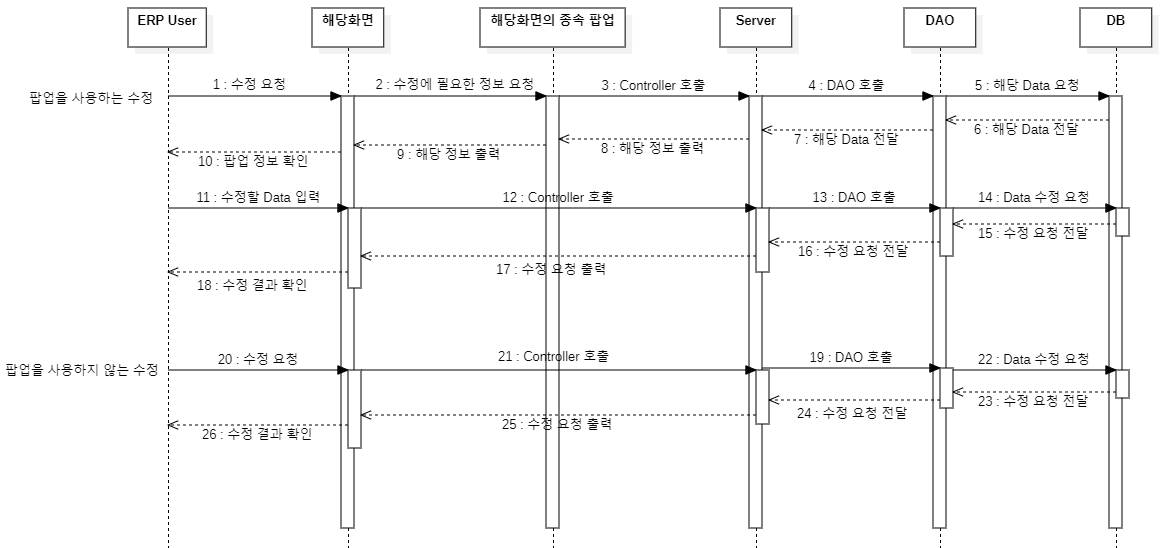 ERP User
해당화면
해당화면의 종속 팝업
Server
DAO
DB
팝업을 사용하는 수정
1 : 수정 요청
2 : 수정에 필요한 정보 요청
3 : Controller 호출
4 : DAO 호출
5 : 해당 Data 요청
6 : 해당 Data 전달
7 : 해당 Data 전달
8 : 해당 정보 출력
9 : 해당 정보 출력
10 : 팝업 정보 확인
11 : 수정할 Data 입력
12 : Controller 호출
13 : DAO 호출
14 : Data 수정 요청
15 : 수정 요청 전달
16 : 수정 요청 전달
17 : 수정 요청 출력
18 : 수정 결과 확인
팝업을 사용하지 않는 수정
20 : 수정 요청
21 : Controller 호출
19 : DAO 호출
22 : Data 수정 요청
23 : 수정 요청 전달
24 : 수정 요청 전달
25 : 수정 요청 출력
26 : 수정 결과 확인